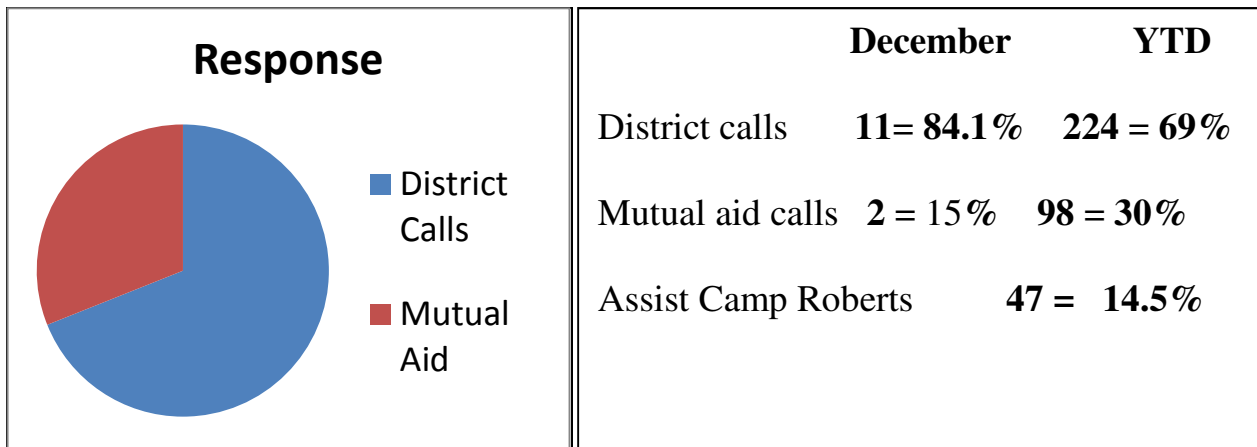 Response
District
Calls
Mutual
Aid
December YTD
District calls 11= 84.1% 224 = 69%
Mutual aid calls 2 = 15% 98 = 30%
Assist Camp Roberts 47 = 14.5%